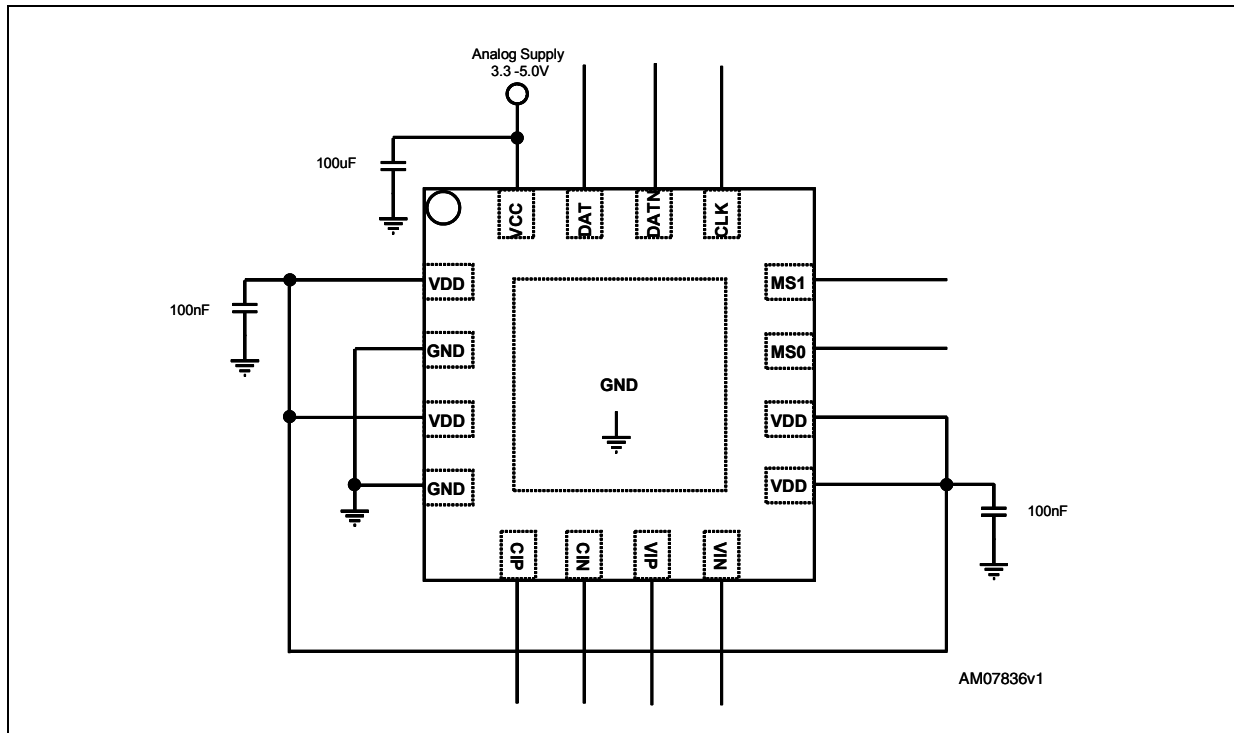 Analog Supply
3.3 -5.0V
100uF
VCC
DAT
DATN
CLK
VDD
MS1
100nF
GND
MS0
GND
VDD
VDD
GND
VDD
100nF
CIP
CIN
VIP
VIN
AM07836v1